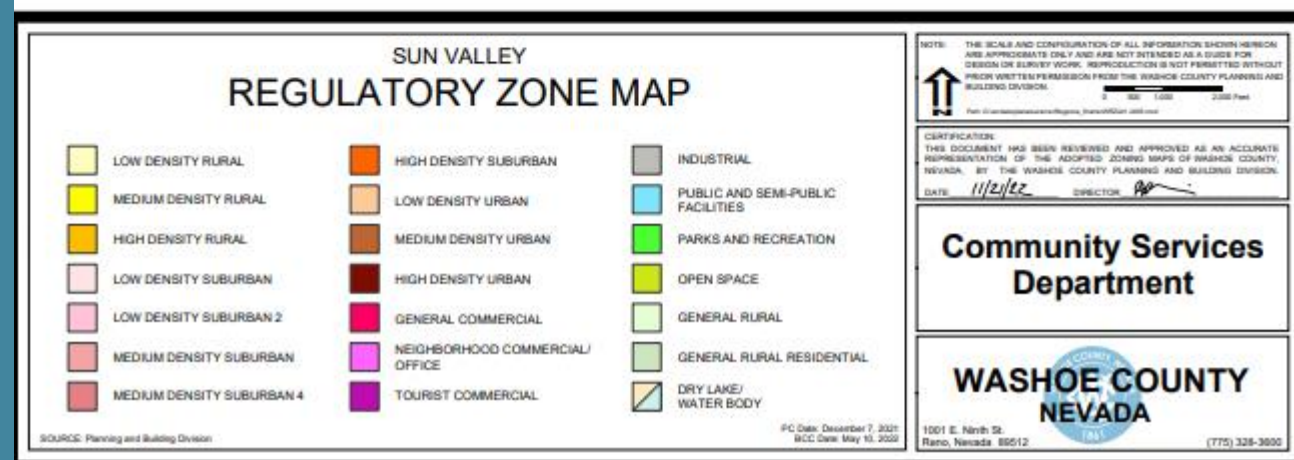 SUN VALLEY
REGULATORY ZONE MAP
LOW DENSITY RURAL
MEDIUM DENSITY RURAL
HIGH DENSITY RURAL
LOW DENSITY SUBURBAN
LOW DENSITY SUBURBAN 2
MEDIUM DENSITY SUBURBAN
MEDIUM DENSITY SUBURBAN 4
HIGH DENSITY SUBURBAN
LOW DENSITY URBAN
MEDIUM DENSITY URBAN
HIGH DENSITY URBAN
GENERAL COMMERCIAL
NEIGHBORHOOD COMMERCIAL/
OFFICE
TOURIST COMMERCIAL
INDUSTRIAL
PUBLIC AND SEMI-PUBLIC
FACILITIES
PARKS AND RECREATION
OPEN SPACE
GENERAL RURAL
GENERAL RURAL RESIDENTIAL
DRY LAKE/
WATER BODY
SOURCE: Planning and Building Division
PC Date: December 7, 2021
BCC Date: May 10, 2022
NOTE: THE SCALE AND CONFIGURATION OF ALL INFORMATION SHOWN HEREON
ARE APPROXIMATE ONLY AND ARE NOT INTENDED AS A GUIDE FOR
DESIGN OR SURVEY WORK. REPRODUCTION IS NOT PERMITTED WITHOUT
PRIOR WRITTEN PERMISSION FROM THE WASHOE COUNTY PLANNING AND
BUILDING DIVISION.
0 500 1,000 2,000 Feet
N
CERTIFICATION:
THIS DOCUMENT HAS BEEN REVIEWED AND APPROVED AS AN ACCURATE
REPRESENTATION OF THE ADOPTED ZONING MAPS OF WASHOE COUNTY,
NEVADA, BY THE WASHOE COUNTY PLANNING AND BUILDING DIVISION.
DATE 11/21/22 DIRECTOR
Community Services
Department
WASHOE COUNTY
NEVADA
1861
1001 E. Ninth St.
Reno, Nevada 89512
(775) 328-3600